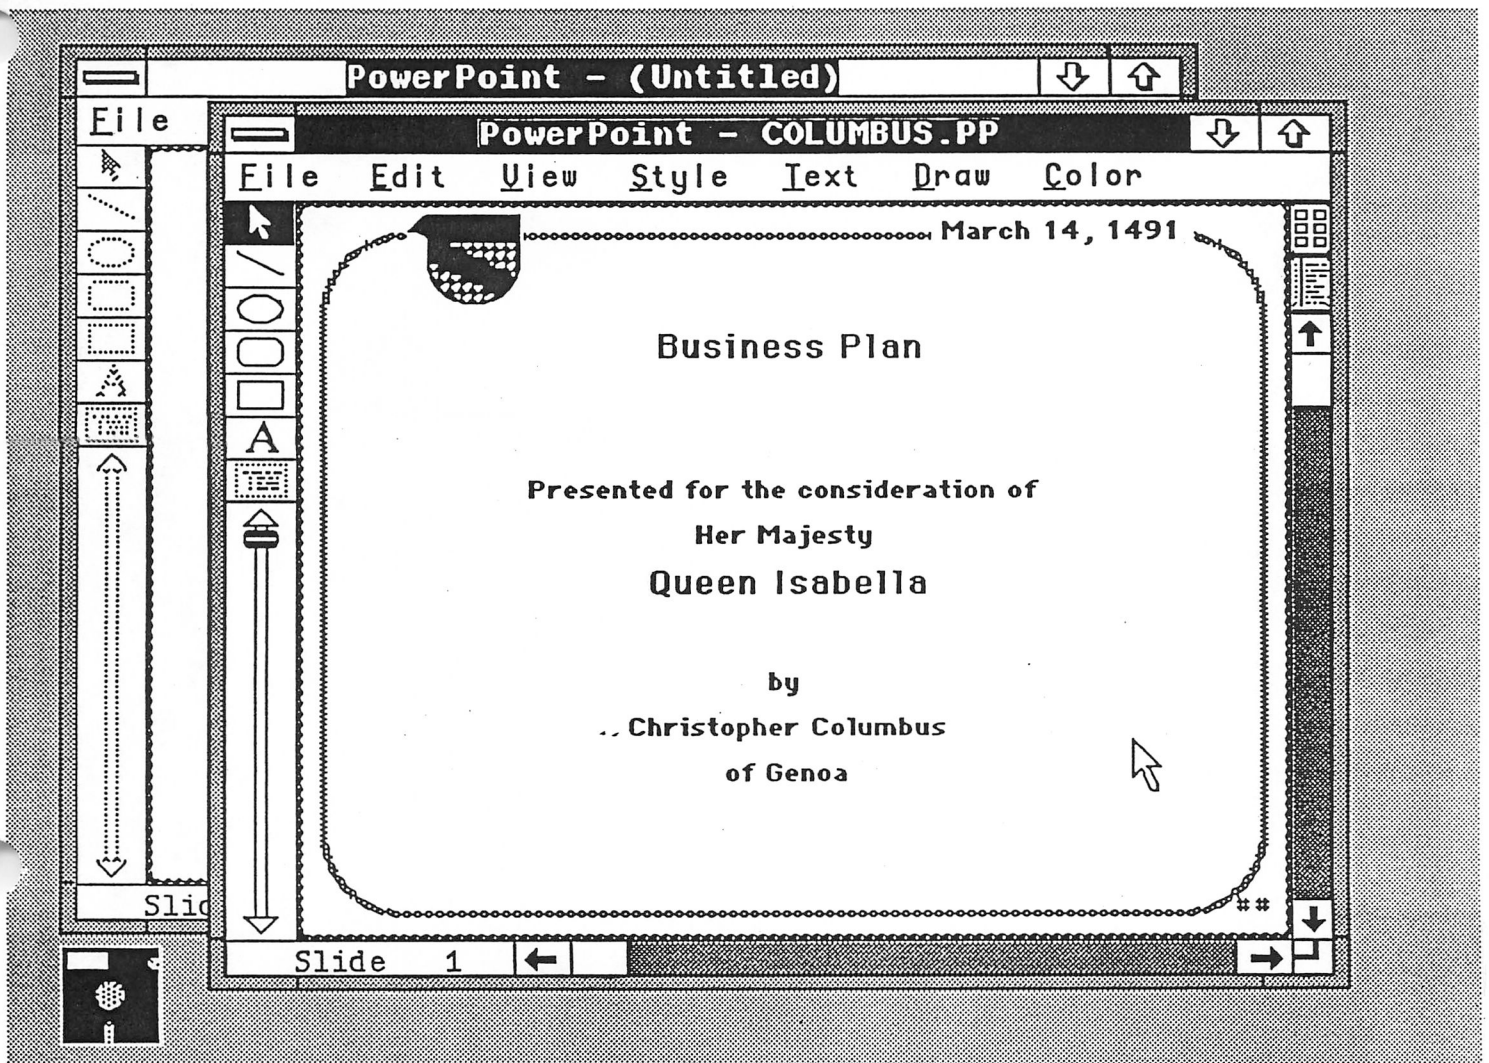 PowerPoint - (Untitled)
File
PowerPoint - COLUMBUS.PP
File Edit View Style Text Draw Color
March 14, 1491
A
A
Business Plan
Presented for the consideration of
Her Majesty
Queen Isabella
by
Christopher Columbus
of Genoa
##
Slid
Slide 1